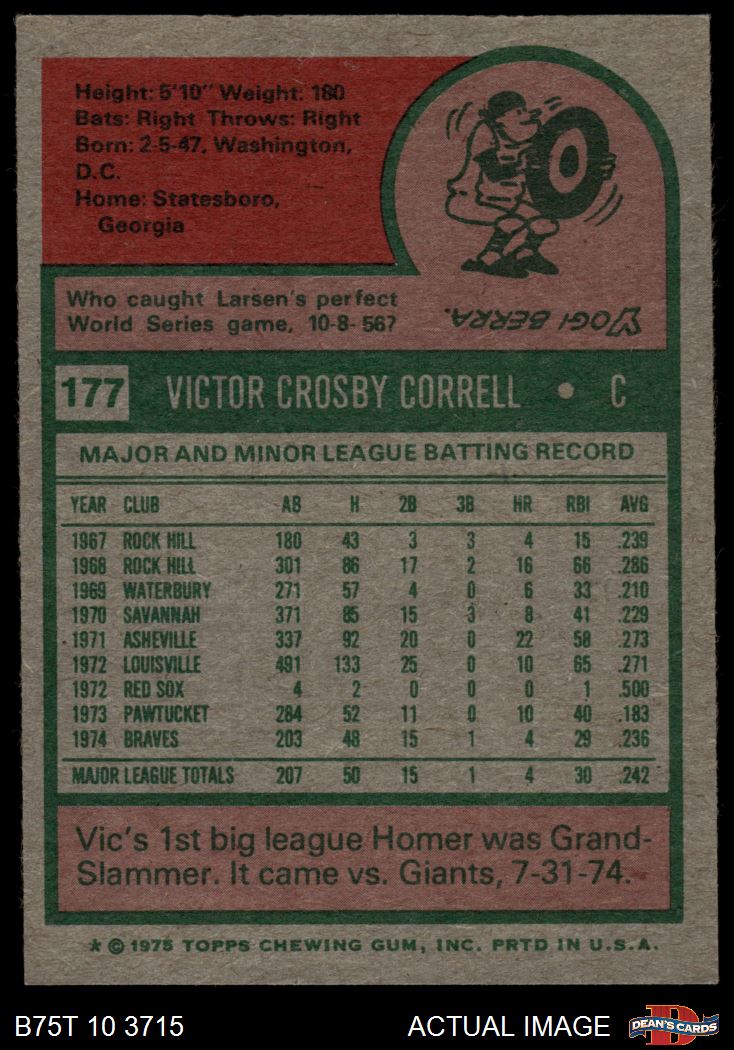 Height: 5'10" Weight: 180
Bats: Right Throws: Right
Born: 2-5-47, Washington,
D.C.
Home: Statesboro,
Georgia
Who caught Larsen's perfect
World Series game, 10-8-56?
0
YOGI BERRA.
177 VICTOR CROSBY CORRELL • C
MAJOR AND MINOR LEAGUE BATTING RECORD
YEAR CLUB AB H 2B 3B HR RBI AVG
1967 ROCK HILL 180 43 3 3 4 15 .239
1968 ROCK HILL 301 86 17 2 16 66 .286
1969 WATERBURY 271 57 4 0 6 33 .210
1970 SAVANNAH 371 85 15 3 8 41 .229
1971 ASHEVILLE 337 92 20 0 22 58 .273
1972 LOUISVILLE 491 133 25 0 10 65 .271
1972 RED SOX 4 2 0 0 0 1 .500
1973 PAWTUCKET 284 52 11 0 10 40 .183
1974 BRAVES 203 48 15 1 4 29 .236
MAJOR LEAGUE TOTALS 207 50 15 1 4 30 .242
Vic's 1st big league Homer was Grand-
Slammer. It came vs. Giants, 7-31-74.
* © 1975 TOPPS CHEWING GUM, INC. PRTD IN U.S.A.
B75T 10 3715 ACTUAL IMAGE DEAN'S CARDS